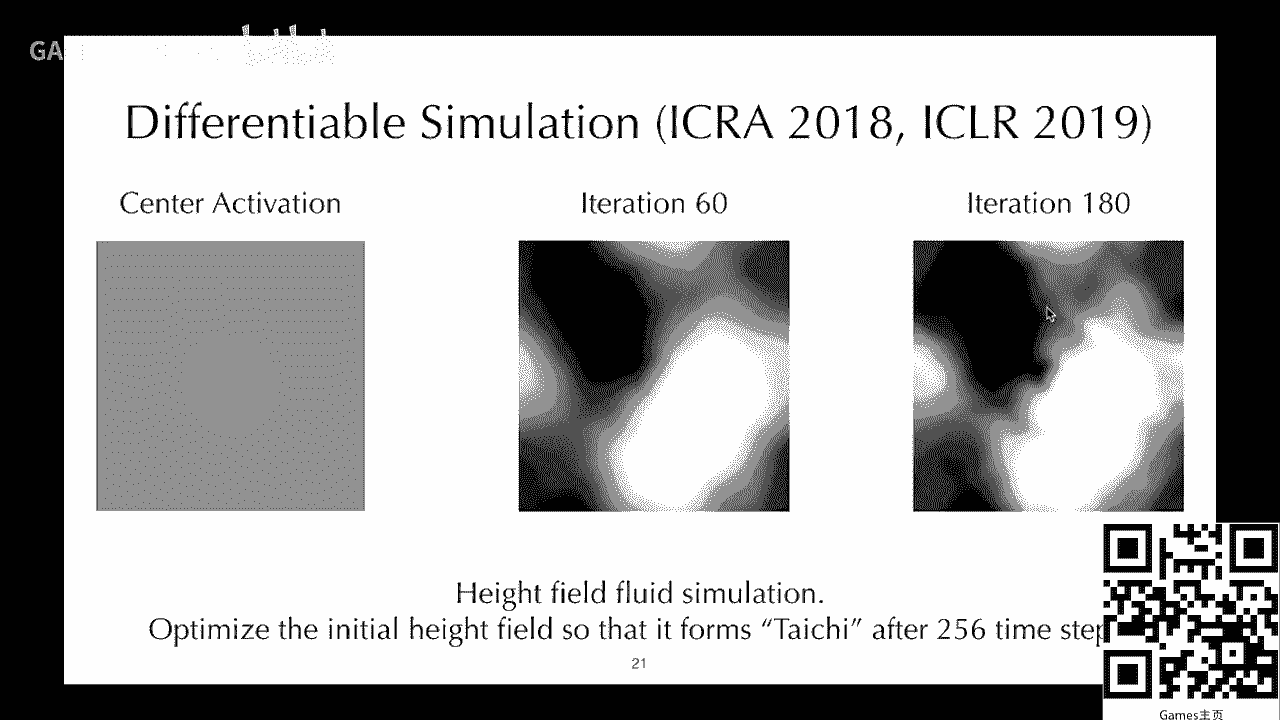 GA
Differentiable Simulation (ICRA 2018, ICLR 2019)
Center Activation
Iteration 60
Iteration 180
Height field fluid simulation.
Optimize the initial height field so that it forms “Taichi” after 256 time step
21
Games主页